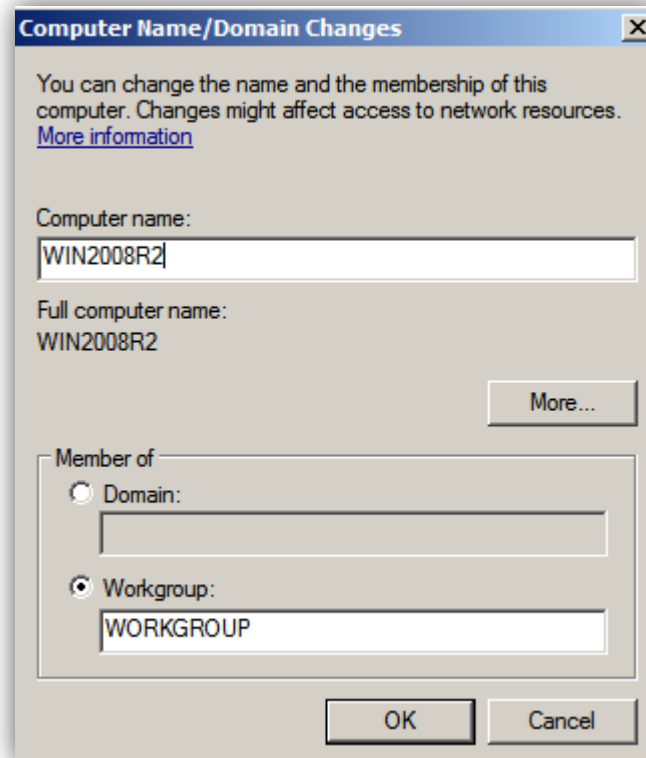 Computer Name/Domain Changes
You can change the name and the membership of this
computer. Changes might affect access to network resources.
More information
Computer name:
WIN2008R2
Full computer name:
WIN2008R2
More...
Member of
Domain:
Workgroup:
WORKGROUP
OK
Cancel